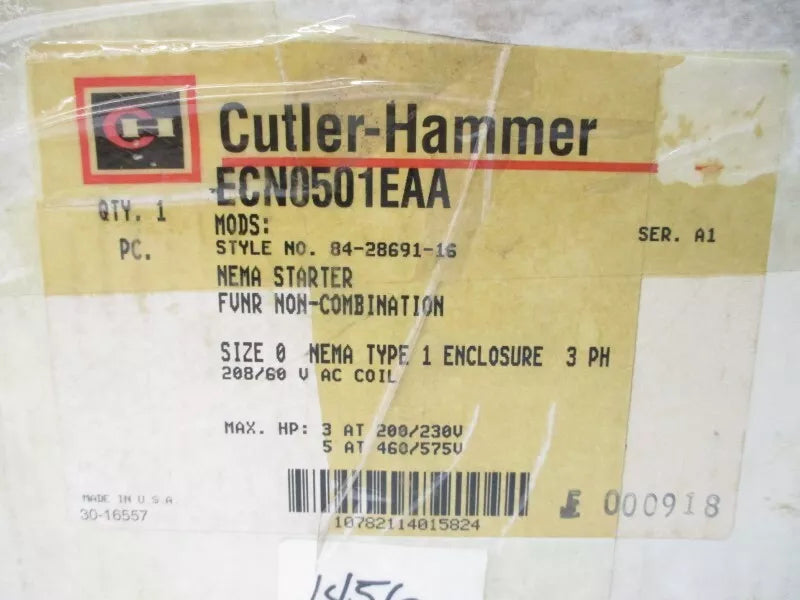 CH
Cutler-Hammer
ECN0501EAA
QTY. 1
PC.
MODS:
SER. A1
STYLE NO. 84-28691-16
NEMA STARTER
FVNR NON-COMBINATION
SIZE 0 NEMA TYPE 1 ENCLOSURE 3 PH
208/60 V AC COIL
MAX. HP: 3 AT 200/230V
5 AT 460/575V
MADE IN U.S.A.
30-16557
10782114015824
E 000918